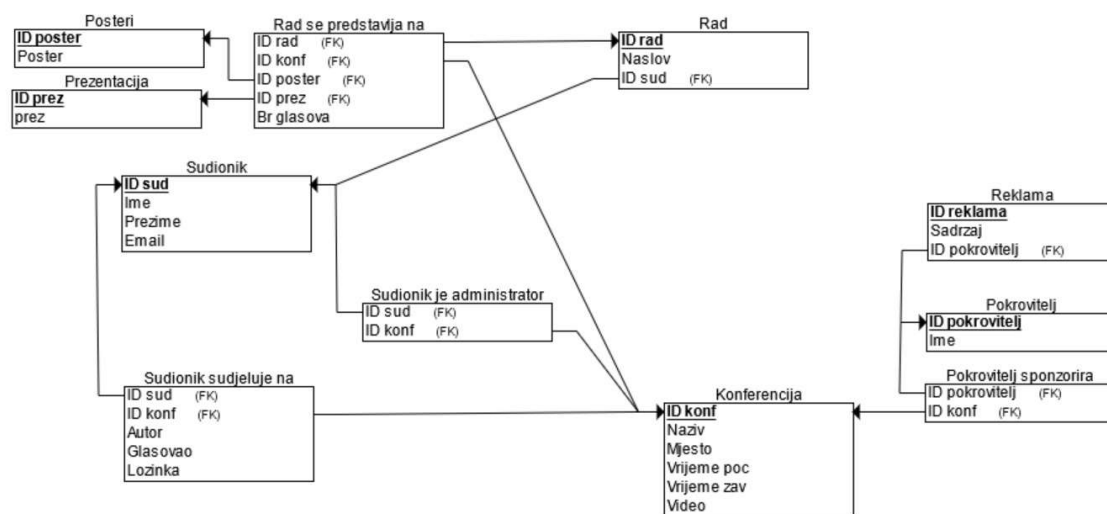 Posteri
ID poster
Poster
Prezentacija
ID prez
prez
Rad se predstavlja na
ID rad (FK)
ID konf (FK)
ID poster (FK)
ID prez (FK)
Br glasova
Rad
ID rad
Naslov
ID sud (FK)
Sudionik
ID sud
Ime
Prezime
Email
Sudionik je administrator
ID sud (FK)
ID konf (FK)
Reklama
ID reklama
Sadrzaj
ID pokrovitelj (FK)
Pokrovitelj
ID pokrovitelj
Ime
Pokrovitelj sponzorira
ID pokrovitelj (FK)
ID konf (FK)
Sudionik sudjeluje na
ID sud (FK)
ID konf (FK)
Autor
Glasovao
Lozinka
Konferencija
ID konf
Naziv
Mjesto
Vrijeme poc
Vrijeme zav
Video